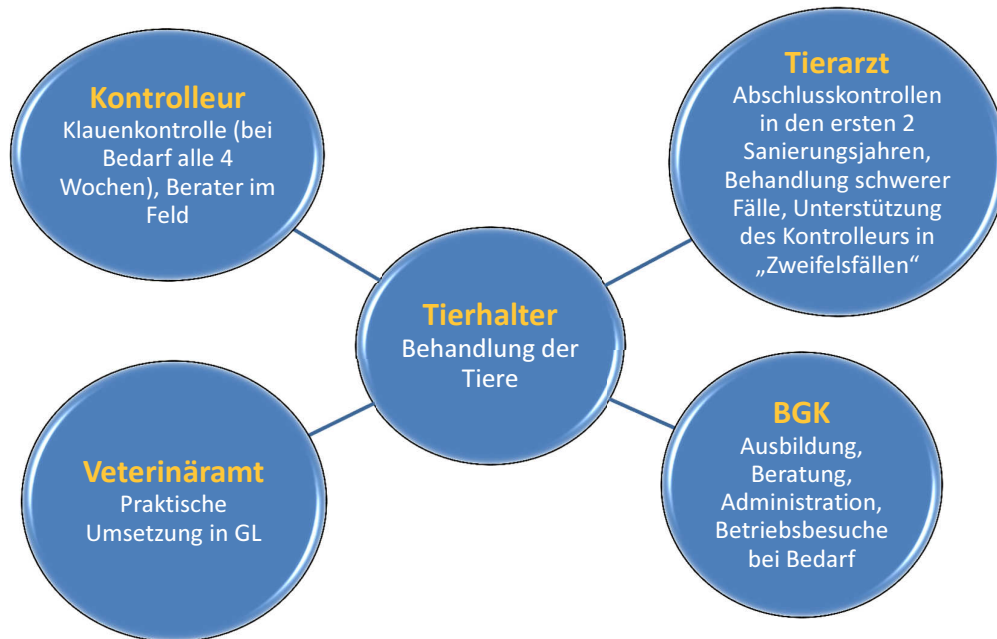 Kontrolleur
Klauenkontrolle (bei
Bedarf alle 4
Wochen), Berater im
Feld
Tierarzt
Abschlusskontrollen
in den ersten 2
Sanierungsjahren,
Behandlung schwerer
Fälle, Unterstützung
des Kontrolleurs in
„Zweifelsfällen“
Tierhalter
Behandlung der
Tiere
Veterinäramt
Praktische
Umsetzung in GL
BGK
Ausbildung,
Beratung,
Administration,
Betriebsbesuche
bei Bedarf